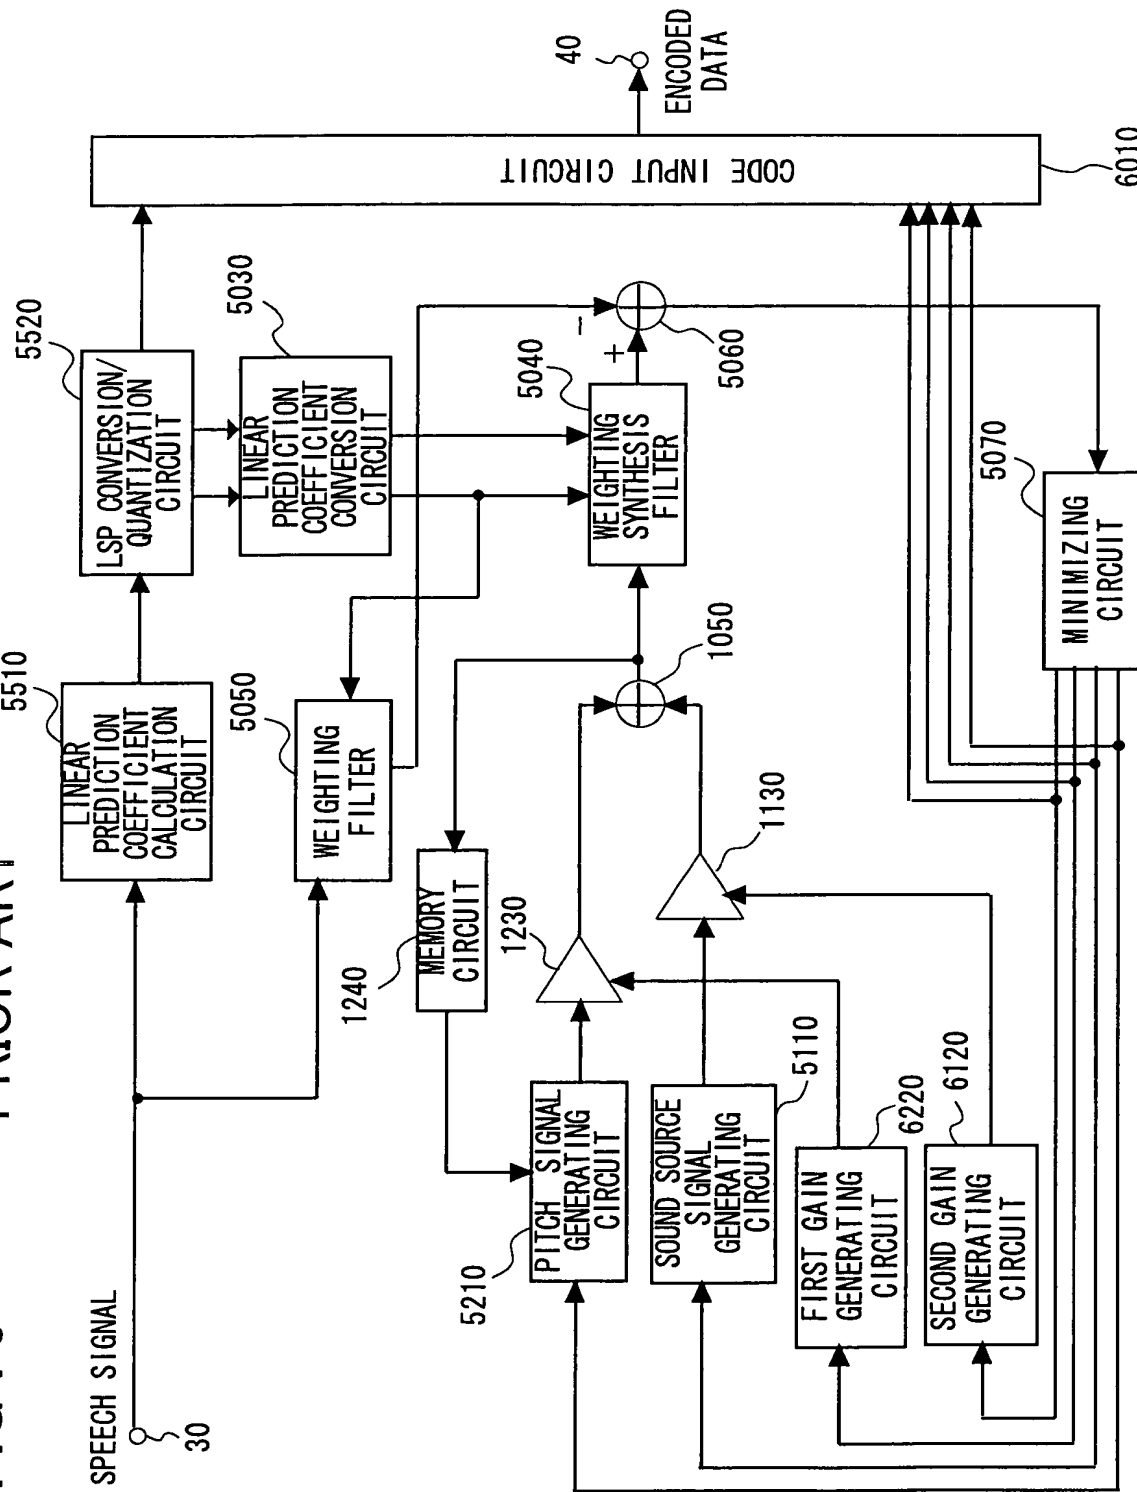 PRIOR ART
SPEECH SIGNAL
30
5510
LINEAR
PREDICTION
COEFFICIENT
CALCULATION
CIRCUIT
5520
LSP CONVERSION/
QUANTIZATION
CIRCUIT
5030
LINEAR
PREDICTION
COEFFICIENT
CONVERSION
CIRCUIT
5050
WEIGHTING
FILTER
5040
WEIGHTING
SYNTHESIS
FILTER
-
+
5060
40
ENCODED
DATA
CODE INPUT CIRCUIT
6010
1240
MEMORY
CIRCUIT
1230
1050
1130
5210
PITCH SIGNAL
GENERATING
CIRCUIT
SOUND SOURCE
SIGNAL
GENERATING
CIRCUIT
5110
FIRST GAIN
GENERATING
CIRCUIT
6220
SECOND GAIN
GENERATING
CIRCUIT
6120
5070
MINIMIZING
CIRCUIT